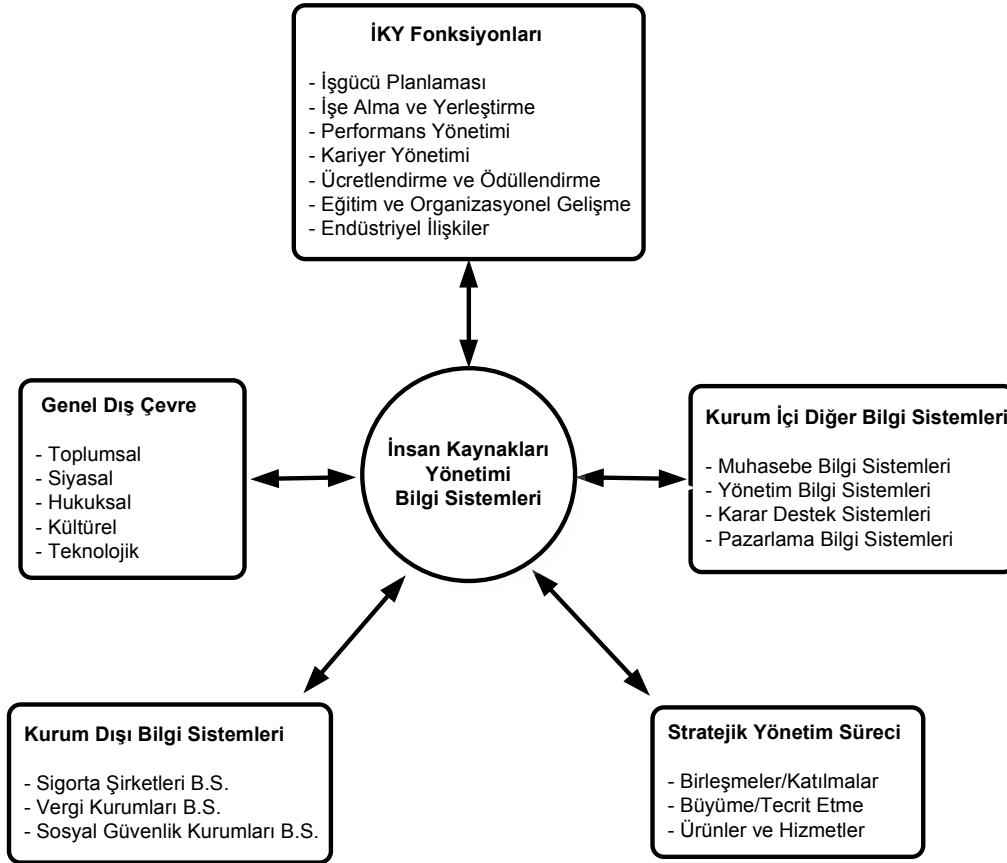 İKY Fonksiyonları
- İşgücü Planlaması
- İşe Alma ve Yerleştirme
- Performans Yönetimi
- Kariyer Yönetimi
- Ücretlendirme ve Ödüllendirme
- Eğitim ve Organizasyonel Gelişme
- Endüstriyel İlişkiler
Genel Dış Çevre
- Toplumsal
- Siyasal
- Hukuksal
- Kültürel
- Teknolojik
İnsan Kaynakları
Yönetimi
Bilgi Sistemleri
Kurum İçi Diğer Bilgi Sistemleri
- Muhasebe Bilgi Sistemleri
- Yönetim Bilgi Sistemleri
- Karar Destek Sistemleri
- Pazarlama Bilgi Sistemleri
Kurum Dışı Bilgi Sistemleri
- Sigorta Şirketleri B.S.
- Vergi Kurumları B.S.
- Sosyal Güvenlik Kurumları B.S.
Stratejik Yönetim Süreci
- Birleşmeler/Katılmalar
- Büyüme/Tecrit Etme
- Ürünler ve Hizmetler